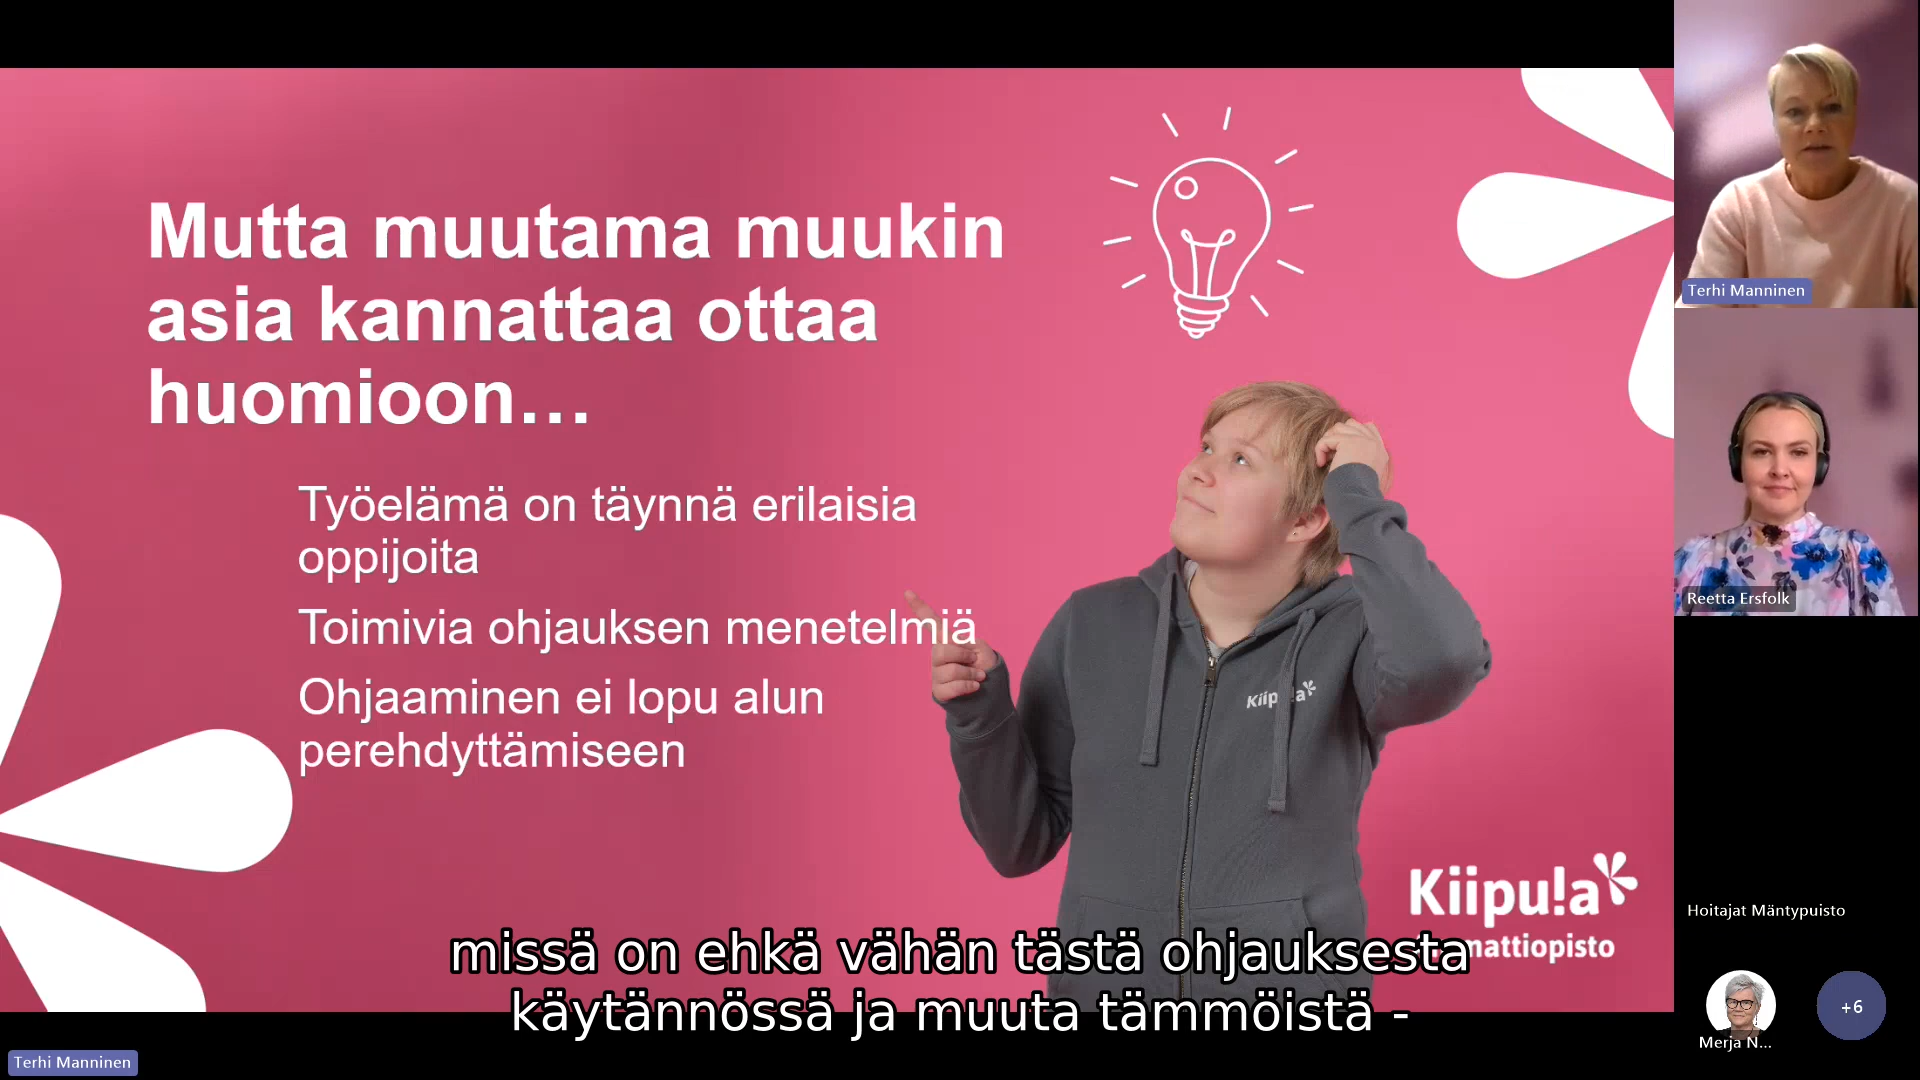 Mutta muutama muukin
asia kannattaa ottaa
huomioon...
Työelämä on täynnä erilaisia
oppijoita
Toimivia ohjauksen menetelmiä
Ohjaaminen ei lopu alun
perehdyttämiseen
Kiipula
Kiipula
mattiopisto
missä on ehkä vähän tästä ohjauksesta
käytännössä ja muuta tämmöistä -
Terhi Manninen
Reetta Ersfolk
Hoitajat Mäntypuisto
Merja N...
+6
Terhi Manninen